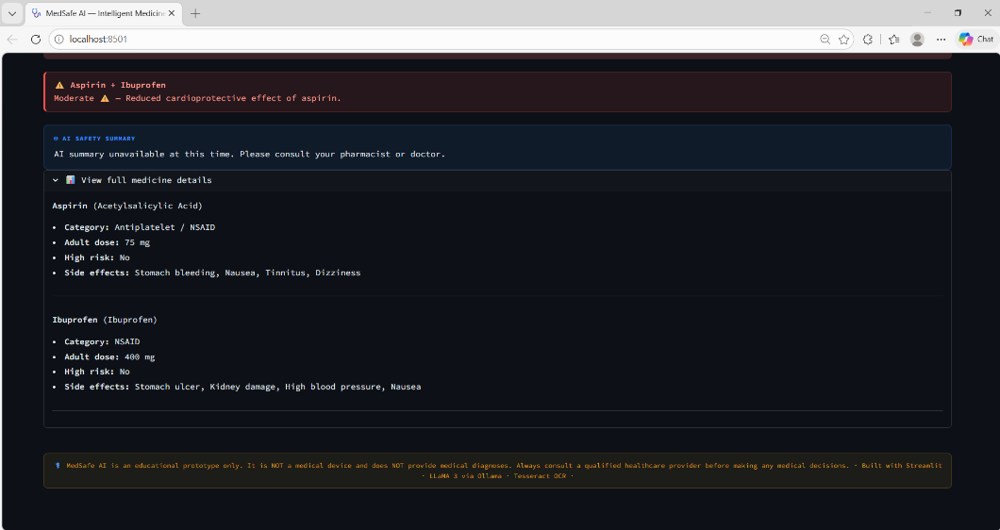 MedSafe AI — Intelligent Medicine
localhost:8501
Chat
⚠️ Aspirin + Ibuprofen
Moderate ⚠️ — Reduced cardioprotective effect of aspirin.
AI SAFETY SUMMARY
AI summary unavailable at this time. Please consult your pharmacist or doctor.
📊 View full medicine details
Aspirin (Acetylsalicylic Acid)
• Category: Antiplatelet / NSAID
• Adult dose: 75 mg
• High risk: No
• Side effects: Stomach bleeding, Nausea, Tinnitus, Dizziness
Ibuprofen (Ibuprofen)
• Category: NSAID
• Adult dose: 400 mg
• High risk: No
• Side effects: Stomach ulcer, Kidney damage, High blood pressure, Nausea
MedSafe AI is an educational prototype only. It is NOT a medical device and does NOT provide medical diagnoses. Always consult a qualified healthcare provider before making any medical decisions. · Built with Streamlit
· LLaMA 3 via Ollama · Tesseract OCR ·